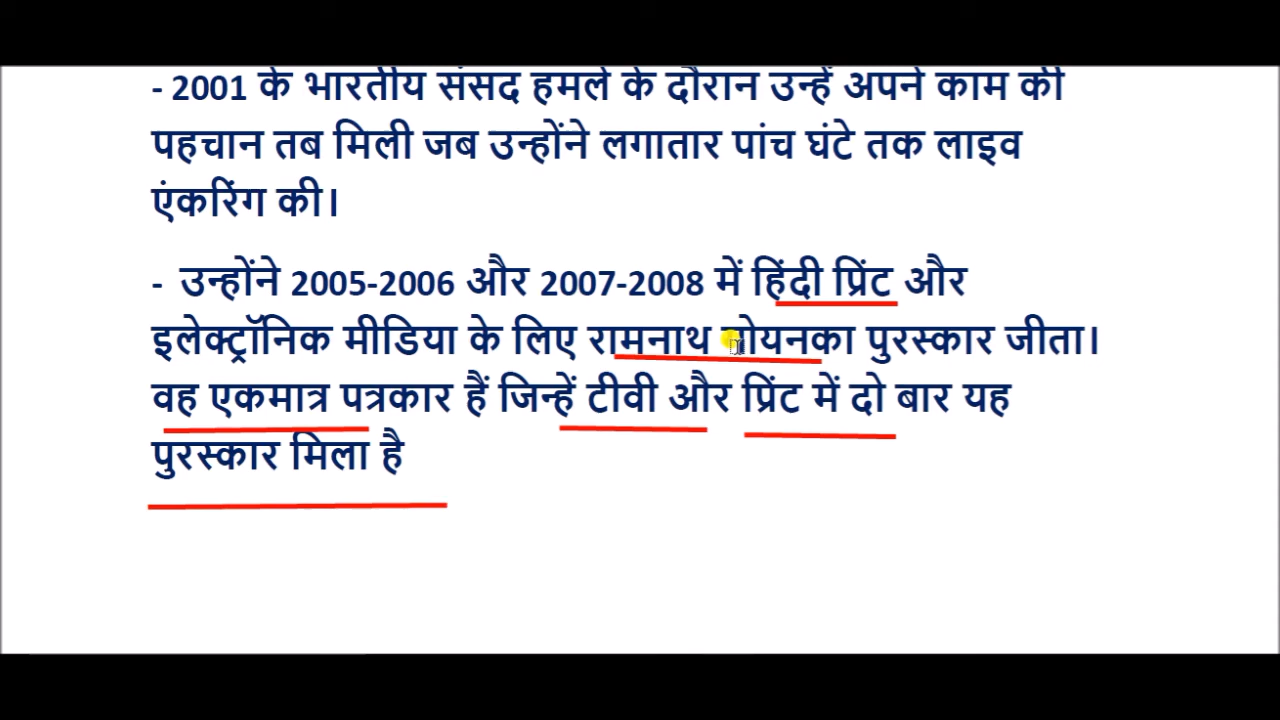 - 2001 के भारतीय संसद हमले के दौरान उन्हें अपने काम की
पहचान तब मिली जब उन्होंने लगातार पांच घंटे तक लाइव
एंकरिंग की।
- उन्होंने 2005-2006 और 2007-2008 में हिंदी प्रिंट और
इलेक्ट्रॉनिक मीडिया के लिए रामनाथ गोयनका पुरस्कार जीता।
वह एकमात्र पत्रकार हैं जिन्हें टीवी और प्रिंट में दो बार यह
पुरस्कार मिला है